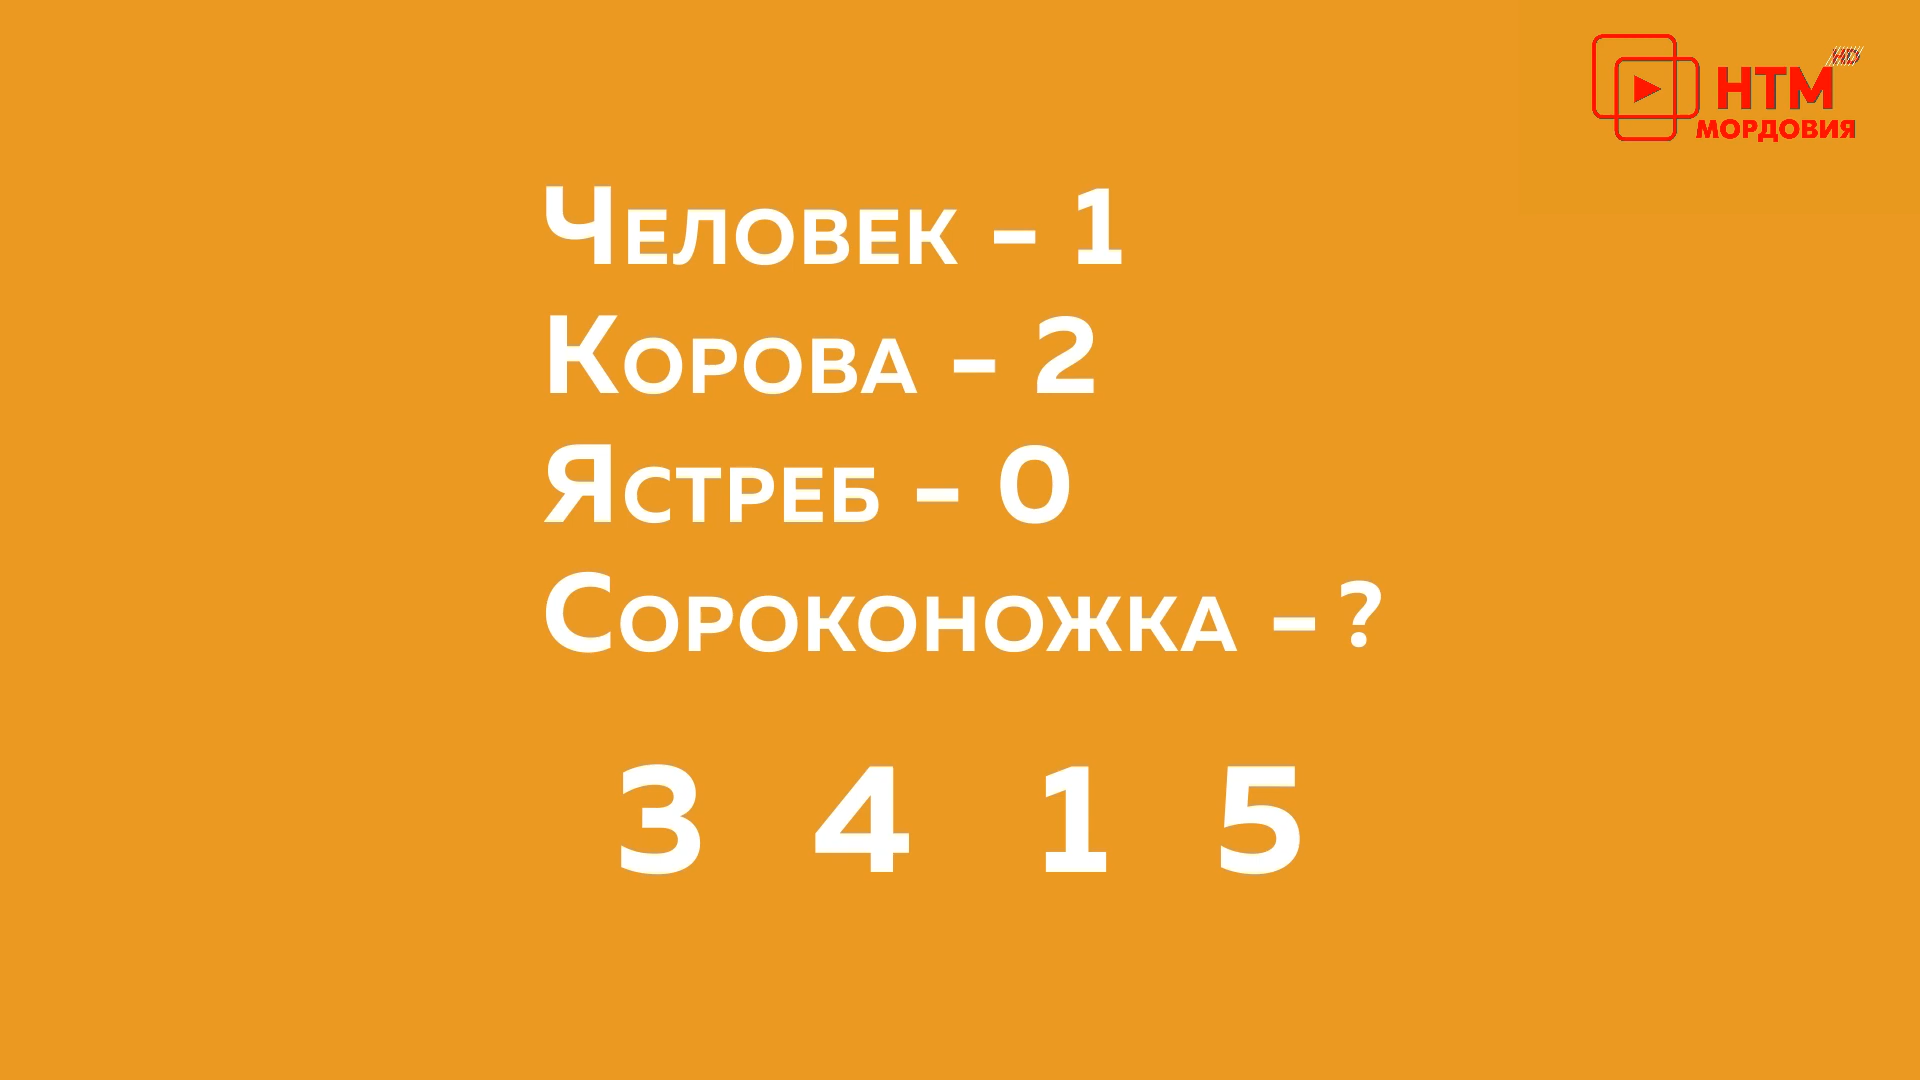 HD
НТМ
МОРДОВИЯ
Человек - 1
Корова - 2
Ястреб - 0
Сороконожка - ?
3 4 1 5